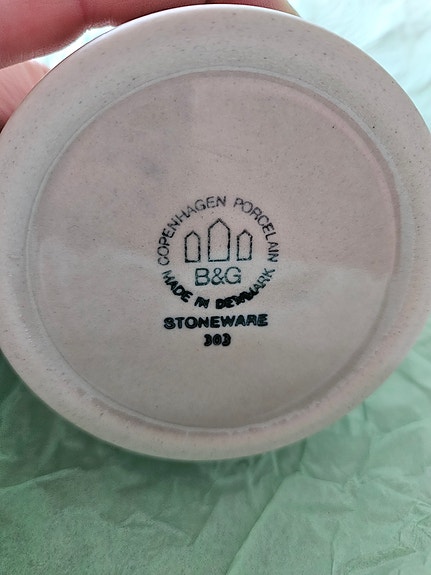 COPENHAGEN PORCELAIN
B&G
MADE IN DENMARK
STONEWARE
303